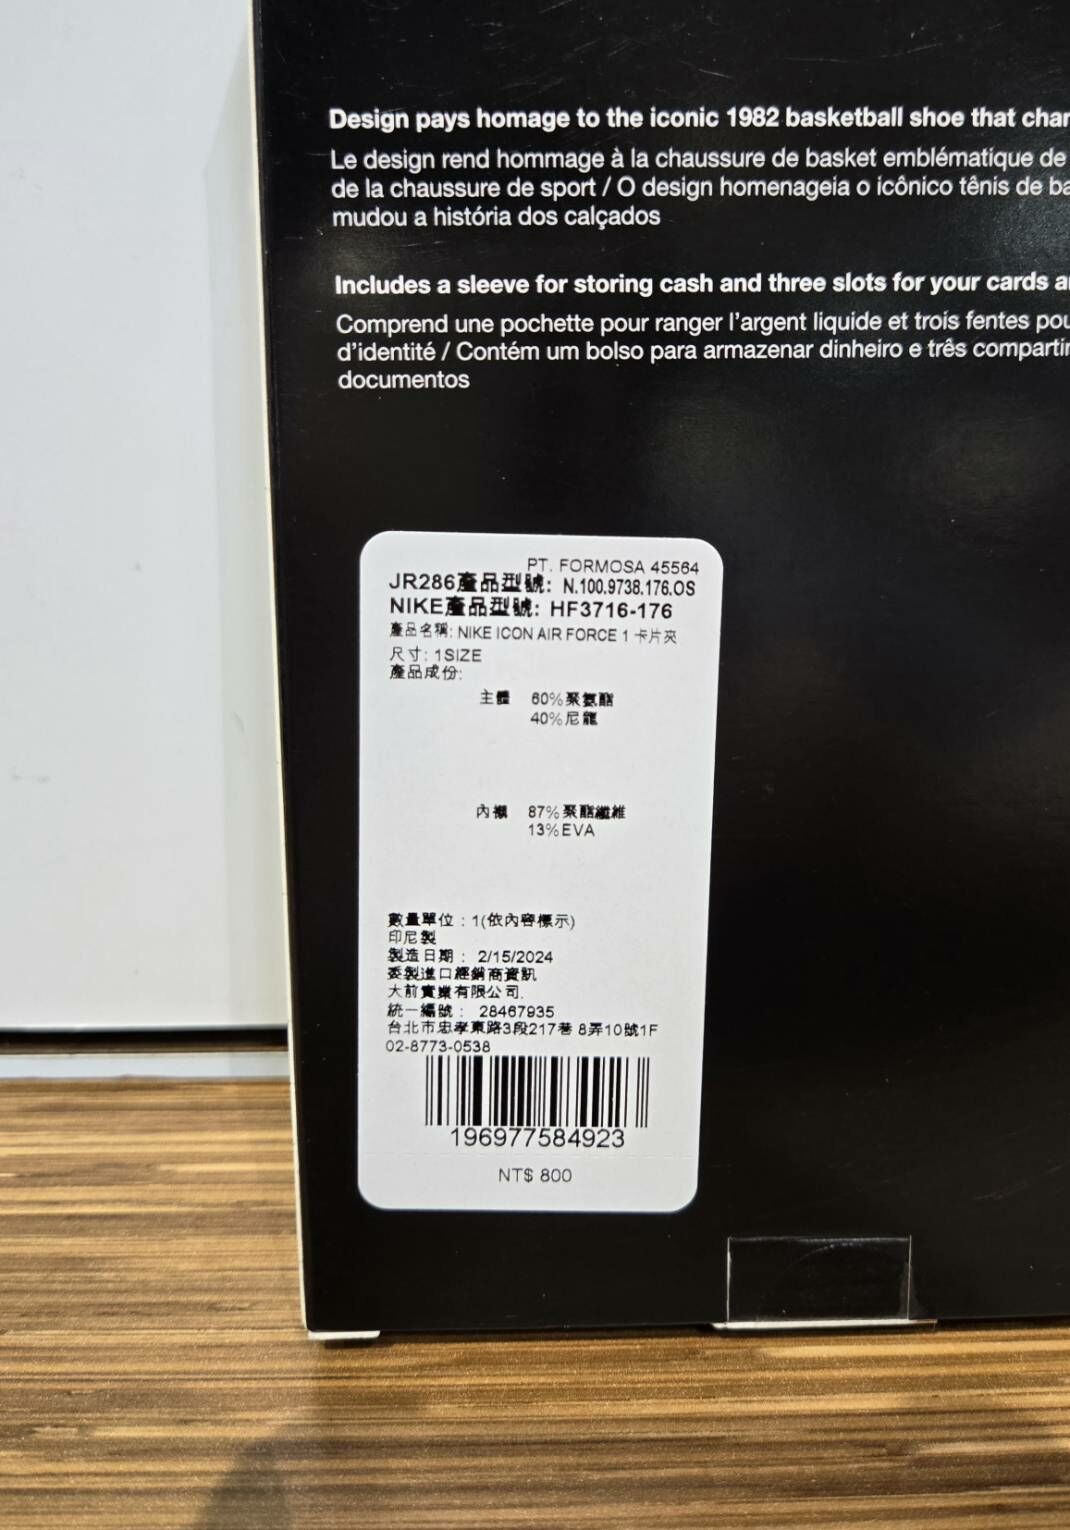 Design pays homage to the iconic 1982 basketball shoe that
Le design rend hommage à la chaussure de basket emblématique de
de la chaussure de sport / O design homenageia o icônico tênis de
mudou a história dos calçados
Includes a sleeve for storing cash and three slots for your cards
Comprend une pochette pour ranger l'argent liquide et trois fentes
d'identité / Contém um bolso para armazenar dinheiro e três
documentos
PT. FORMOSA 45564
JR286產品型號: N.100.9738.176.OS
NIKE產品型號: HF3716-176
產品名稱: NIKE ICON AIR FORCE 1 卡片夾
尺寸: 1SIZE
產品成份:
主體 60%聚氨酯
40%尼龍
內襯 87%聚酯纖維
13%EVA
數量單位 : 1(依內容標示)
印尼製
製造日期 : 2/15/2024
委製進口經銷商資訊
大前實業有限公司.
統一編號 : 28467935
台北市忠孝東路3段217巷 8弄10號1F
02-8773-0538
196977584923
NT$ 800